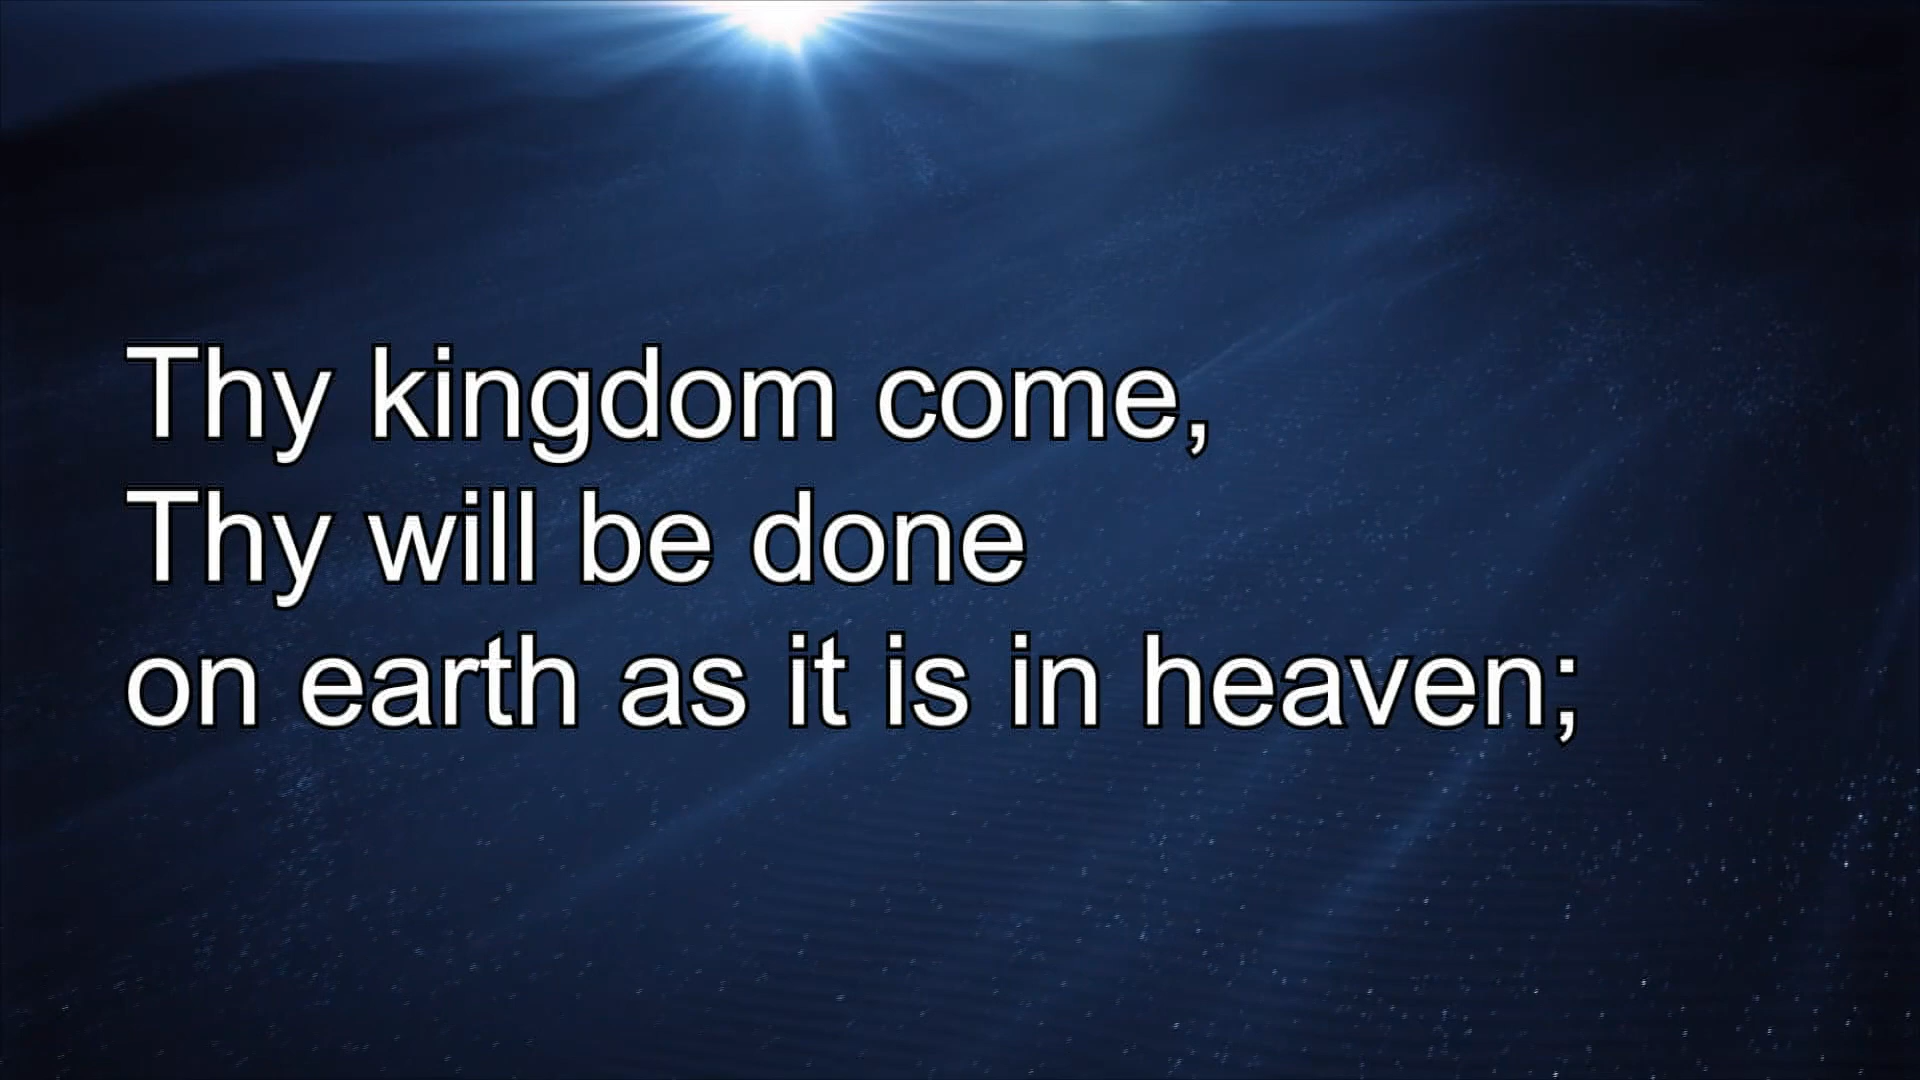 Thy kingdom come,
Thy will be done
on earth as it is in heaven;